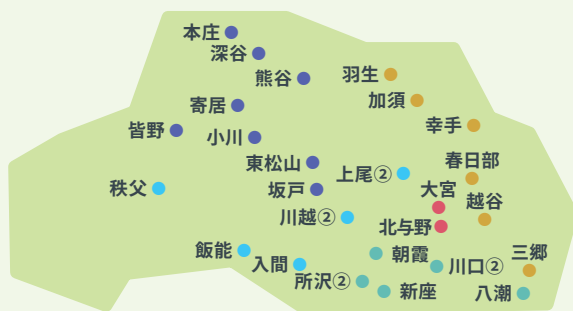 本庄
深谷
熊谷
羽生
加須
寄居
幸手
皆野
小川
東松山
春日部
上尾②
秩父
坂戸
大宮
越谷
川越②
北与野
飯能
朝霞
三郷
入間
川口②
所沢②
新座
八潮